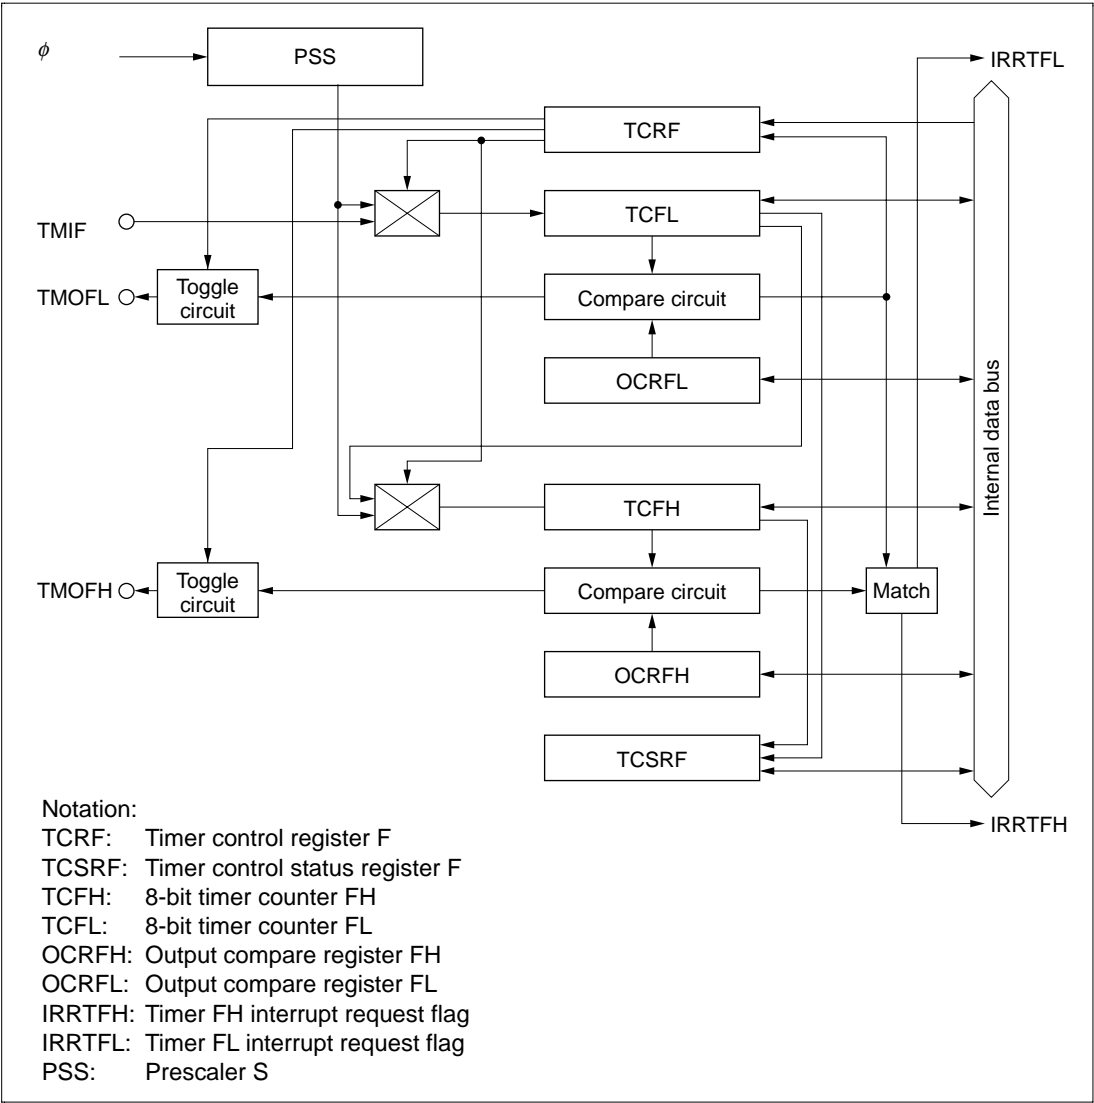 ϕ
PSS
IRRTFL
TCRF
TMIF
TCFL
TMOFL
Toggle
circuit
Compare circuit
OCRFL
Internal data bus
TCFH
TMOFH
Toggle
circuit
Compare circuit
Match
OCRFH
TCSRF
IRRTFH
Notation:
TCRF: Timer control register F
TCSRF: Timer control status register F
TCFH: 8-bit timer counter FH
TCFL: 8-bit timer counter FL
OCRFH: Output compare register FH
OCRFL: Output compare register FL
IRRTFH: Timer FH interrupt request flag
IRRTFL: Timer FL interrupt request flag
PSS: Prescaler S